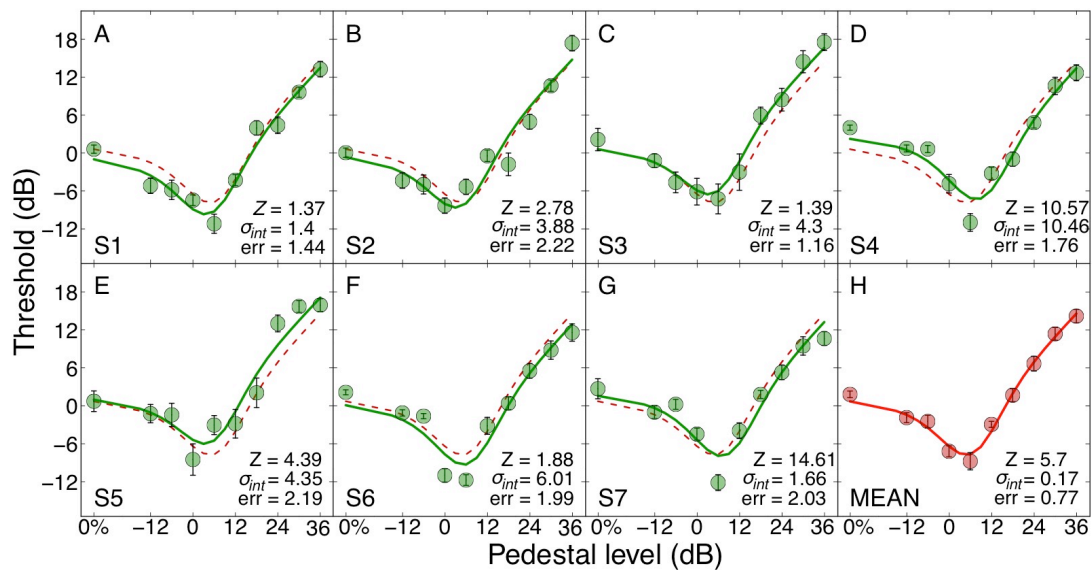 A
B
C
D
18
12
6
0
−6
−12
Z = 1.37
σint = 1.4
err = 1.44
S1
Z = 2.78
σint = 3.88
err = 2.22
S2
Z = 1.39
σint = 4.3
err = 1.16
S3
Z = 10.57
σint = 10.46
err = 1.76
S4
Threshold (dB)
E
F
G
H
18
12
6
0
−6
−12
Z = 4.39
σint = 4.35
err = 2.19
S5
Z = 1.88
σint = 6.01
err = 1.99
S6
Z = 14.61
σint = 1.66
err = 2.03
S7
Z = 5.7
σint = 0.17
err = 0.77
MEAN
0% −12 0 12 24 36
0% −12 0 12 24 36
0% −12 0 12 24 36
0% −12 0 12 24 36
Pedestal level (dB)